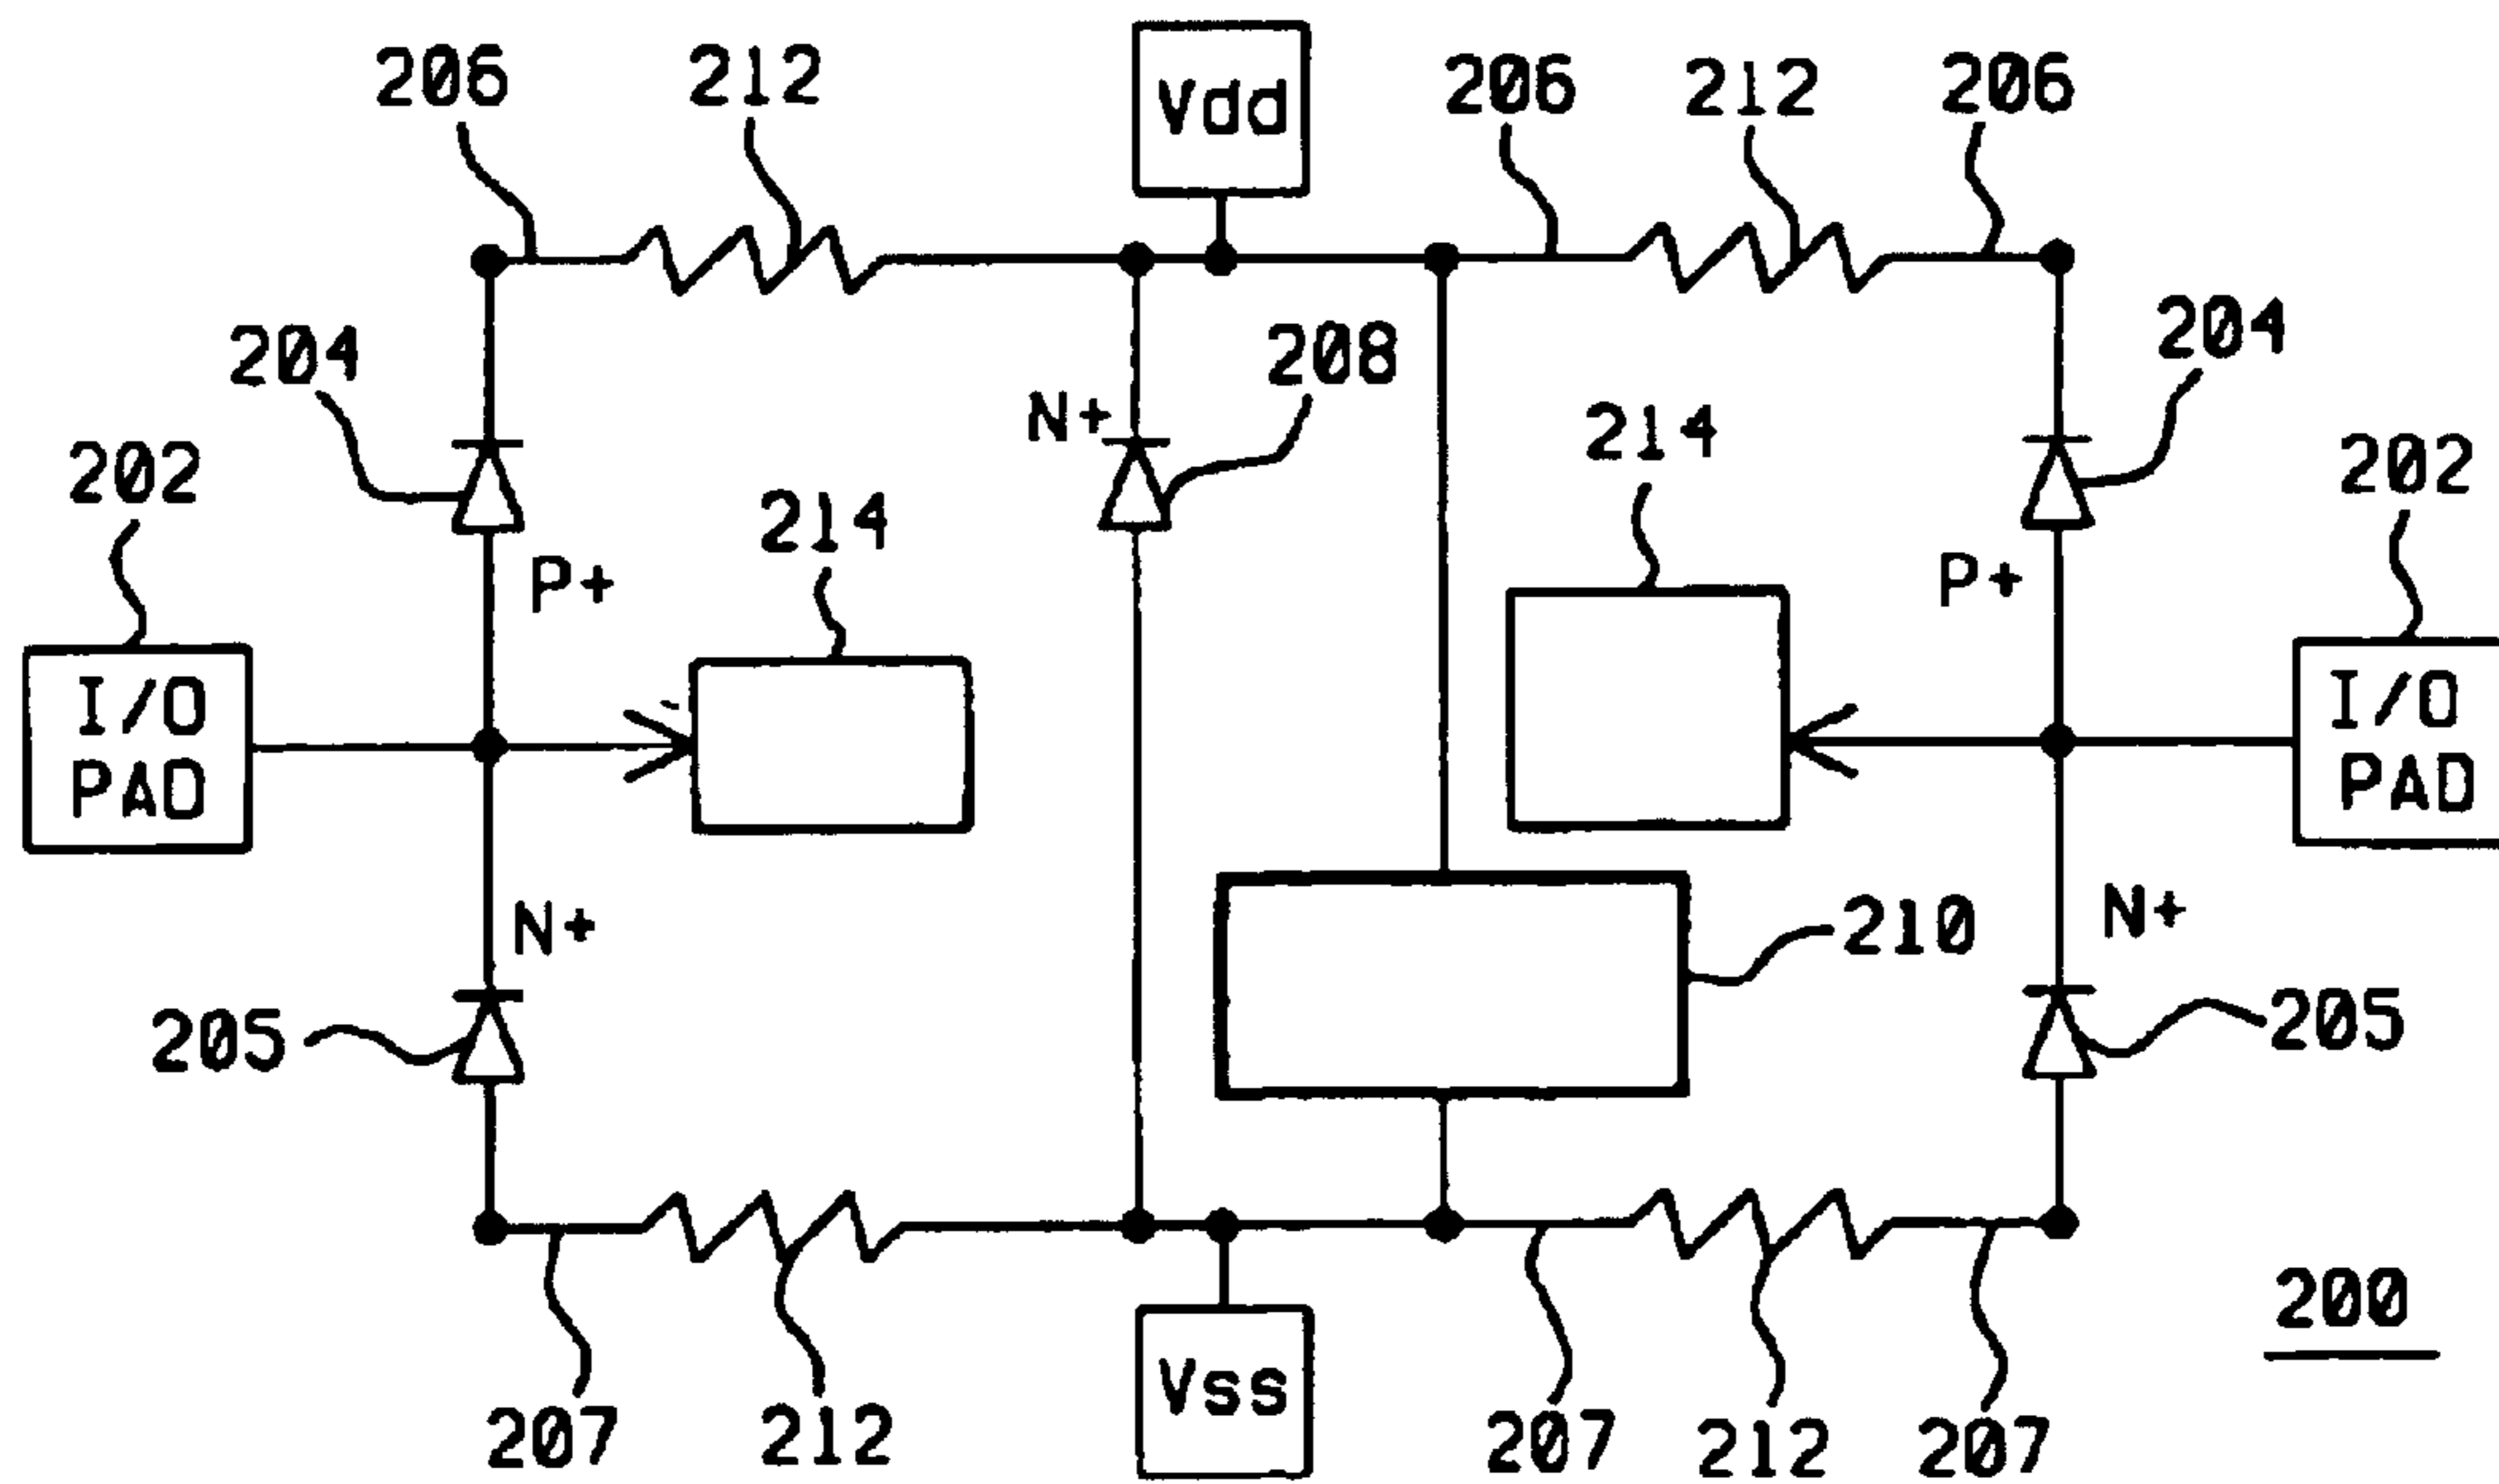 206 212 Vdd 206 212 206
204 208 204
N+
202 214 214 202
P+ P+
I/O PAD
I/O PAD
N+ 210 N+
205 205
200
Vss
207 212 207 212 207